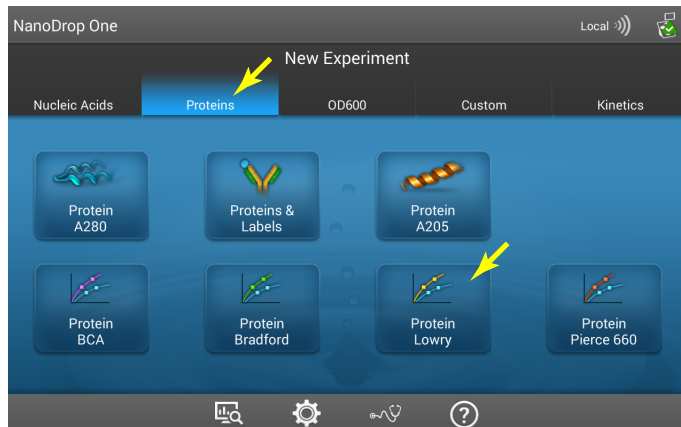 NanoDrop One
Local
New Experiment
Nucleic Acids
Proteins
OD600
Custom
Kinetics
Protein
A280
Proteins &
Labels
Protein
A205
Protein
BCA
Protein
Bradford
Protein
Lowry
Protein
Pierce 660
?